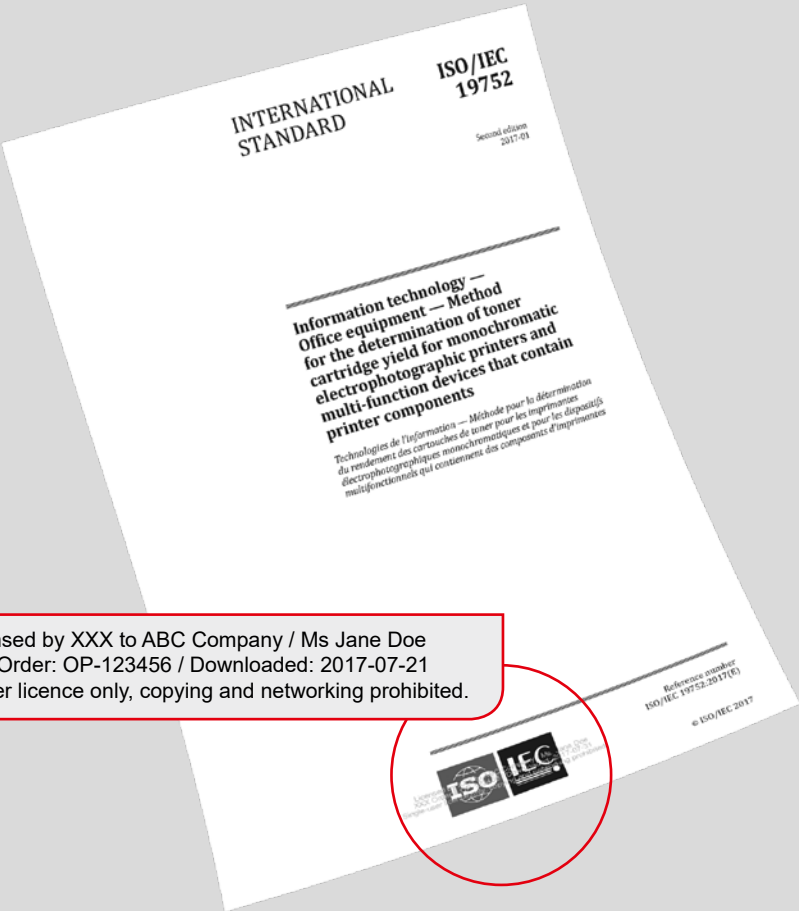 INTERNATIONAL
STANDARD
ISO/IEC
19752
Second edition
2017-01
Information technology —
Office equipment — Method
for the determination of toner
cartridge yield for monochromatic
electrophotographic printers and
multi-function devices that contain
printer components
Technologies de l'information — Méthode pour la détermination
du rendement des cartouches de toner pour les imprimantes
électrophotographiques monochromatiques et pour les dispositifs
multifonctionnels qui contiennent des composants d'imprimantes
by XXX to ABC Company / Ms Jane Doe
Order: OP-123456 / Downloaded: 2017-07-21
licence only, copying and networking prohibited.
Reference number
ISO/IEC 19752:2017(E)
© ISO/IEC 2017
ISO IEC